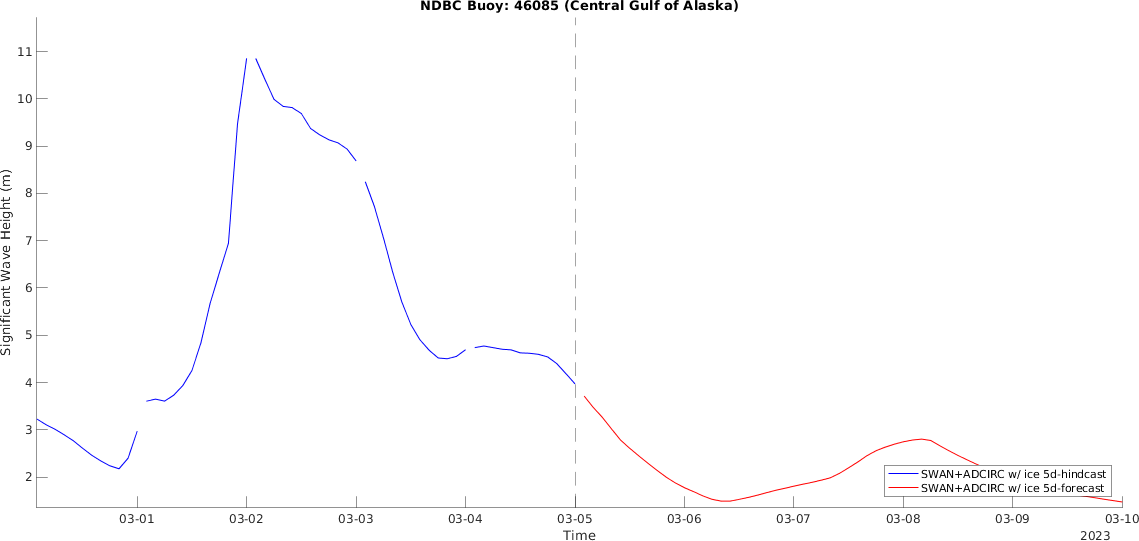 NDBC Buoy: 46085 (Central Gulf of Alaska)
11
10
9
8
7
6
5
4
3
2
Significant Wave Height (m)
SWAN+ADCIRC w/ ice 5d-hindcast
SWAN+ADCIRC w/ ice 5d-forecast
03-01 03-02 03-03 03-04 03-05 03-06 03-07 03-08 03-09 03-10
Time
2023